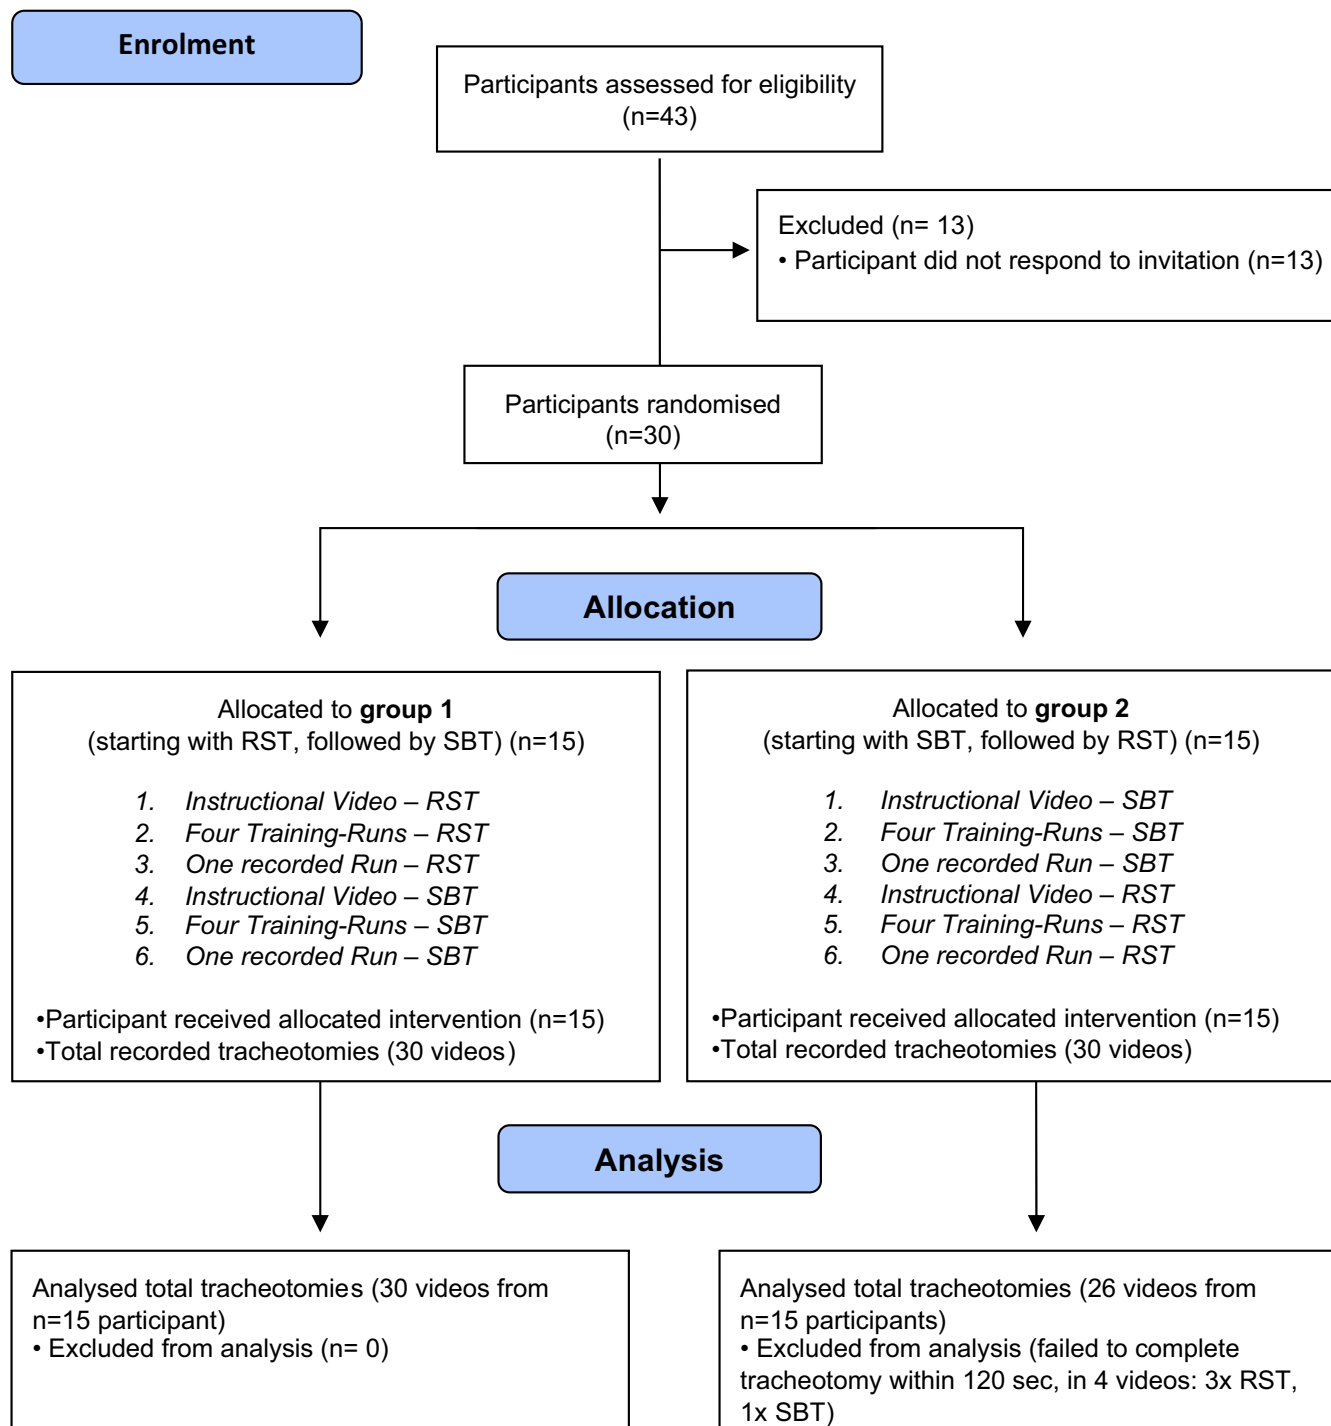 Enrolment
Participants assessed for eligibility
(n=43)
Excluded (n= 13)
• Participant did not respond to invitation (n=13)
Participants randomised
(n=30)
Allocation
Allocated to group 1
(starting with RST, followed by SBT) (n=15)
1. Instructional Video – RST
2. Four Training-Runs – RST
3. One recorded Run – RST
4. Instructional Video – SBT
5. Four Training-Runs – SBT
6. One recorded Run – SBT
•Participant received allocated intervention (n=15)
•Total recorded tracheotomies (30 videos)
Allocated to group 2
(starting with SBT, followed by RST) (n=15)
1. Instructional Video – SBT
2. Four Training-Runs – SBT
3. One recorded Run – SBT
4. Instructional Video – RST
5. Four Training-Runs – RST
6. One recorded Run – RST
•Participant received allocated intervention (n=15)
•Total recorded tracheotomies (30 videos)
Analysis
Analysed total tracheotomies (30 videos from
n=15 participant)
• Excluded from analysis (n= 0)
Analysed total tracheotomies (26 videos from
n=15 participants)
• Excluded from analysis (failed to complete
tracheotomy within 120 sec, in 4 videos: 3x RST,
1x SBT)